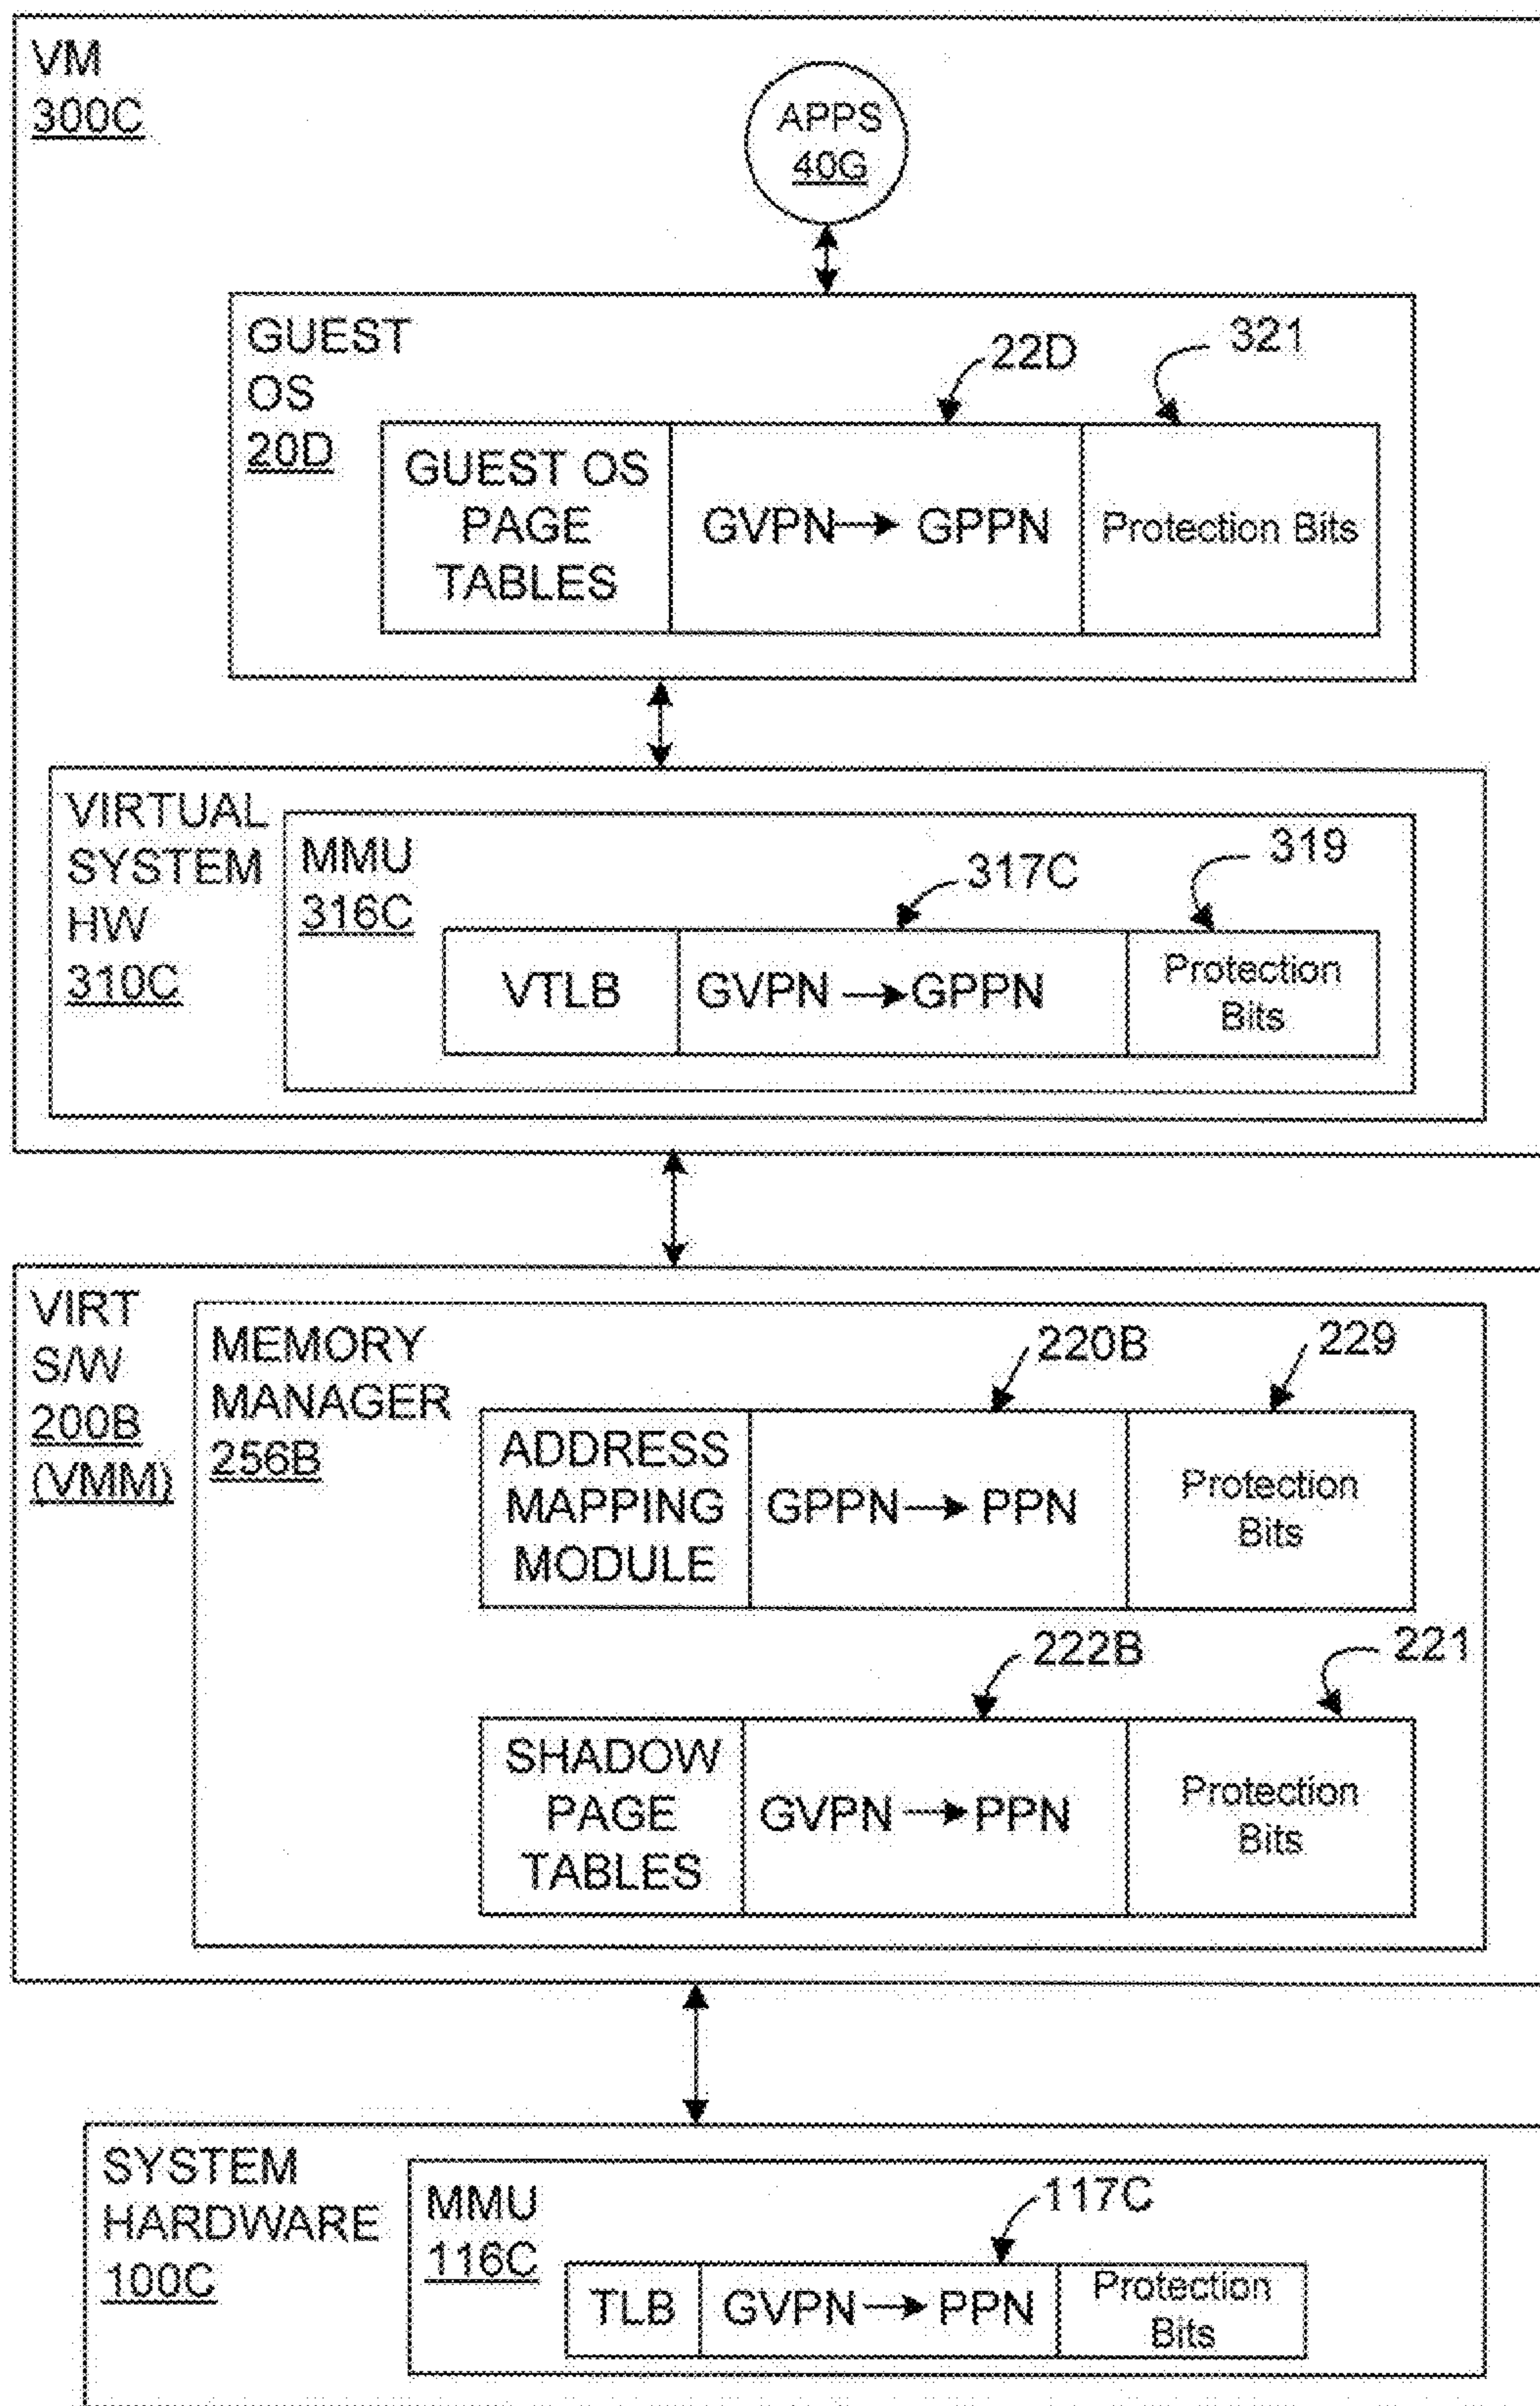 VM
300C
APPS
40G
GUEST
OS
20D
22D
321
GUEST OS
PAGE
TABLES
GVPN → GPPN
Protection Bits
VIRTUAL
SYSTEM
HW
310C
MMU
316C
317C
319
VTLB
GVPN → GPPN
Protection
Bits
VIRT
S/W
200B
(VMM)
MEMORY
MANAGER
256B
220B
229
ADDRESS
MAPPING
MODULE
GPPN → PPN
Protection
Bits
222B
221
SHADOW
PAGE
TABLES
GVPN → PPN
Protection
Bits
SYSTEM
HARDWARE
100C
MMU
116C
117C
TLB
GVPN → PPN
Protection
Bits